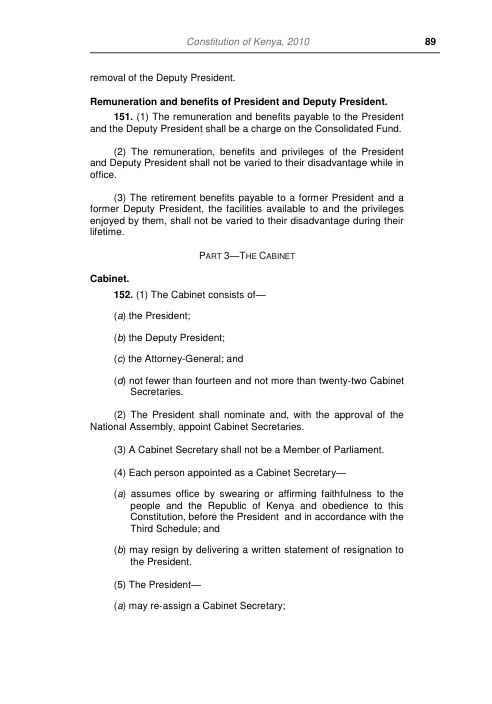 Constitution of Kenya, 2010 89
removal of the Deputy President.
Remuneration and benefits of President and Deputy President.
151. (1) The remuneration and benefits payable to the President
and the Deputy President shall be a charge on the Consolidated Fund.
(2) The remuneration, benefits and privileges of the President
and Deputy President shall not be varied to their disadvantage while in
office.
(3) The retirement benefits payable to a former President and a
former Deputy President, the facilities available to and the privileges
enjoyed by them, shall not be varied to their disadvantage during their
lifetime.
PART 3—THE CABINET
Cabinet.
152. (1) The Cabinet consists of—
(a) the President;
(b) the Deputy President;
(c) the Attorney-General; and
(d) not fewer than fourteen and not more than twenty-two Cabinet
Secretaries.
(2) The President shall nominate and, with the approval of the
National Assembly, appoint Cabinet Secretaries.
(3) A Cabinet Secretary shall not be a Member of Parliament.
(4) Each person appointed as a Cabinet Secretary—
(a) assumes office by swearing or affirming faithfulness to the
people and the Republic of Kenya and obedience to this
Constitution, before the President and in accordance with the
Third Schedule; and
(b) may resign by delivering a written statement of resignation to
the President.
(5) The President—
(a) may re-assign a Cabinet Secretary;